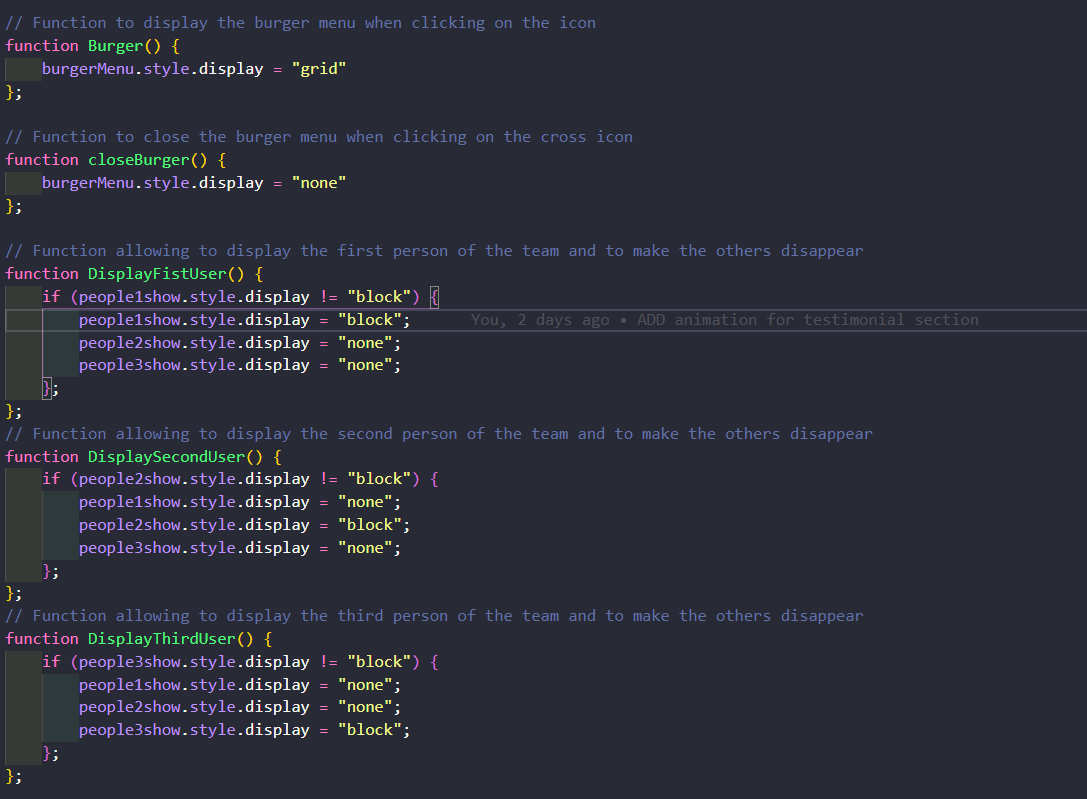 // Function to display the burger menu when clicking on the icon
function Burger() {
    burgerMenu.style.display = "grid"
};

// Function to close the burger menu when clicking on the cross icon
function closeBurger() {
    burgerMenu.style.display = "none"
};

// Function allowing to display the first person of the team and to make the others disappear
function DisplayFistUser() {
    if (people1show.style.display != "block") {
        people1show.style.display = "block";      You, 2 days ago • ADD animation for testimonial section
        people2show.style.display = "none";
        people3show.style.display = "none";
    };
};
// Function allowing to display the second person of the team and to make the others disappear
function DisplaySecondUser() {
    if (people2show.style.display != "block") {
        people1show.style.display = "none";
        people2show.style.display = "block";
        people3show.style.display = "none";
    };
};
// Function allowing to display the third person of the team and to make the others disappear
function DisplayThirdUser() {
    if (people3show.style.display != "block") {
        people1show.style.display = "none";
        people2show.style.display = "none";
        people3show.style.display = "block";
    };
};